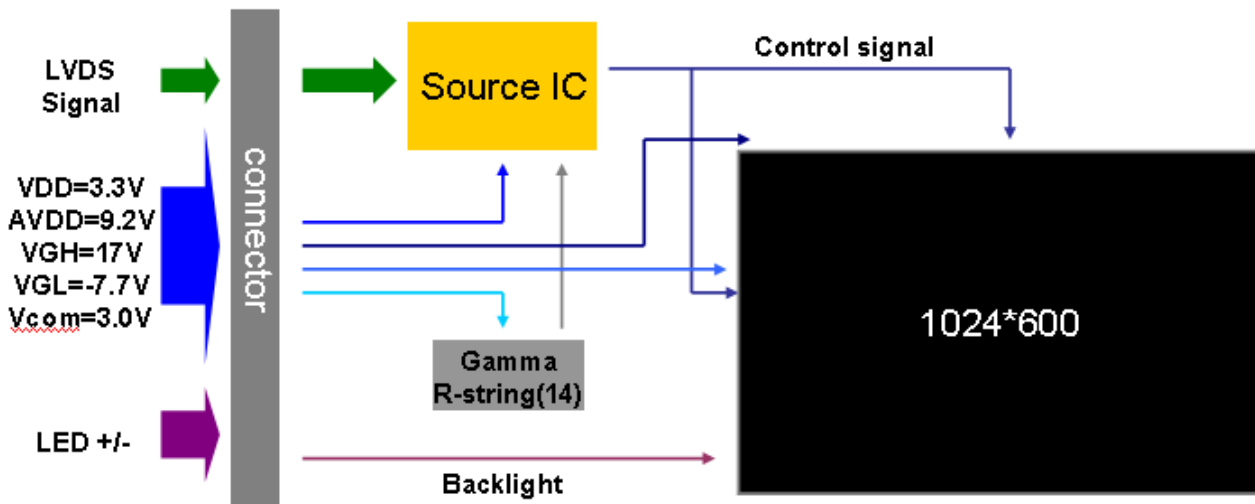 LVDS
Signal
VDD=3.3V
AVDD=9.2V
VGH=17V
VGL=-7.7V
Vcom=3.0V
LED +/-
connector
Source IC
Control signal
Gamma
R-string(14)
Backlight
1024*600